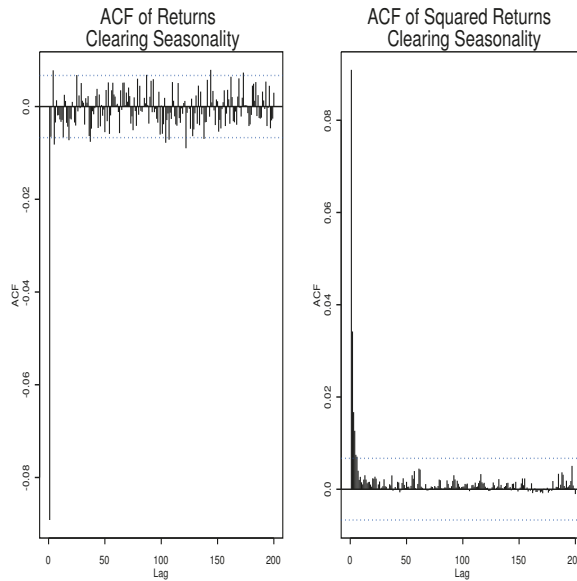 ACF of Returns
Clearing Seasonality
ACF
0.0
-0.02
-0.04
-0.06
-0.08
0
50
100
150
200
Lag
ACF of Squared Returns
Clearing Seasonality
ACF
0.08
0.06
0.04
0.02
0.0
0
50
100
150
200
Lag